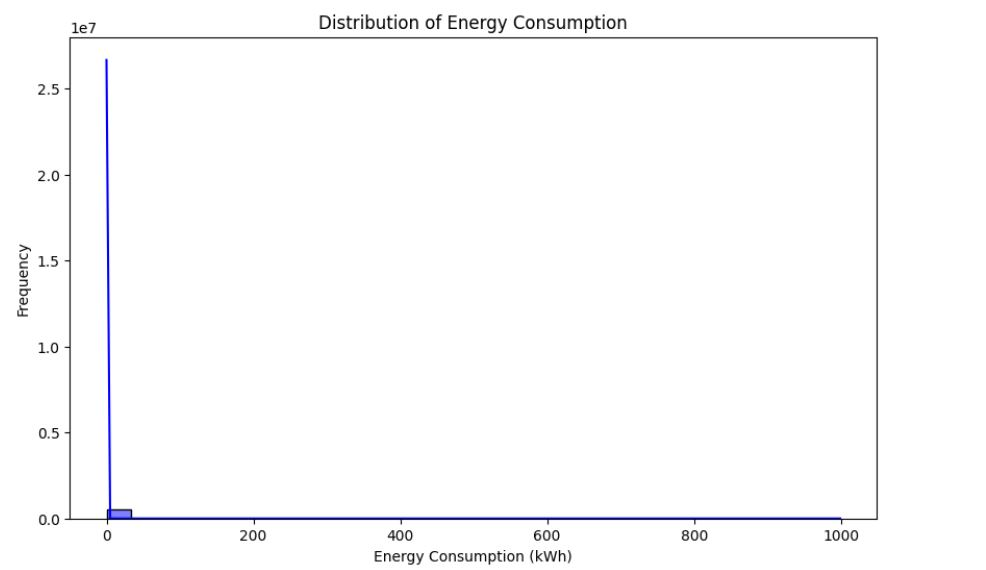 Distribution of Energy Consumption
1e7
2.5
2.0
1.5
1.0
0.5
0.0
Frequency
0 200 400 600 800 1000
Energy Consumption (kWh)